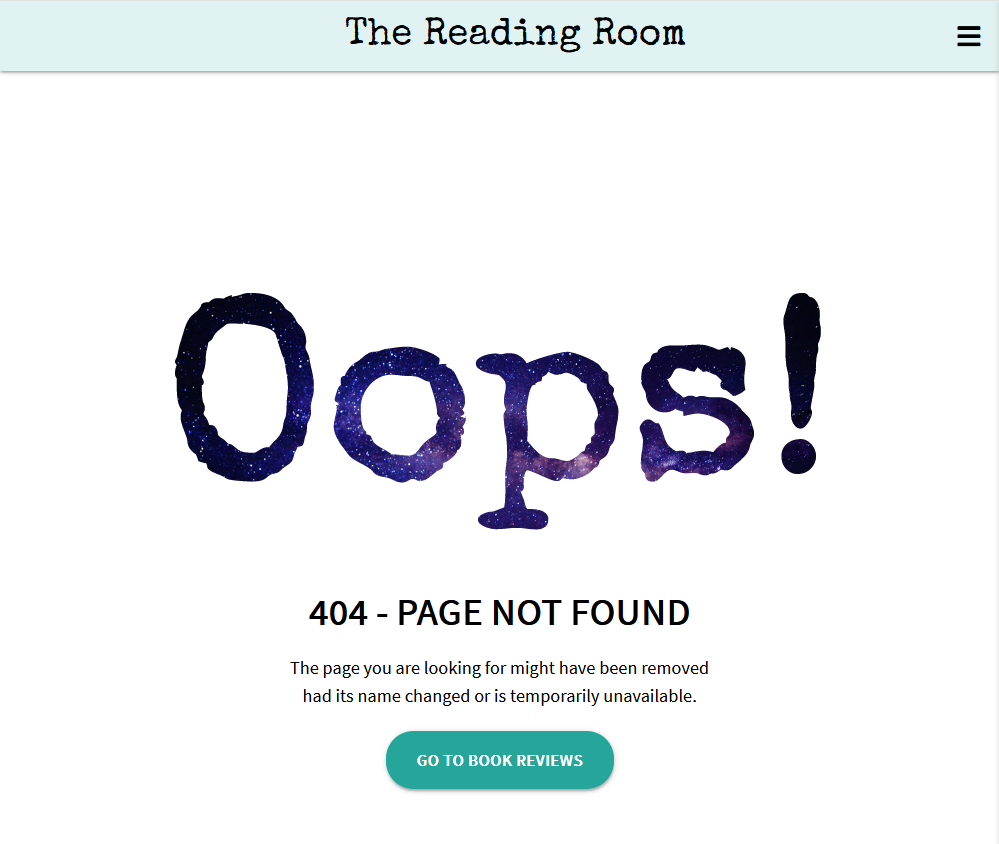 The Reading Room
Oops!
404 - PAGE NOT FOUND
The page you are looking for might have been removed
had its name changed or is temporarily unavailable.
GO TO BOOK REVIEWS